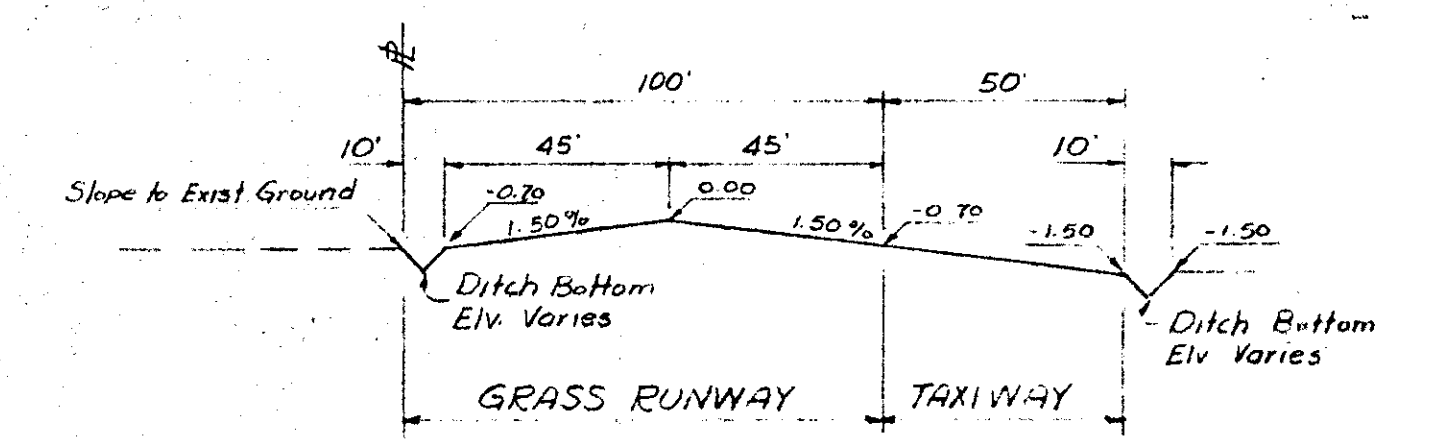 PL
100'
50'
10'
45'
45'
10'
Slope to Exist Ground
-0.70
0.00
1.50%
1.50%
-0.70
-1.50
-1.50
Ditch Bottom
Elv. Varies
Ditch Bottom
Elv Varies
GRASS RUNWAY
TAXIWAY